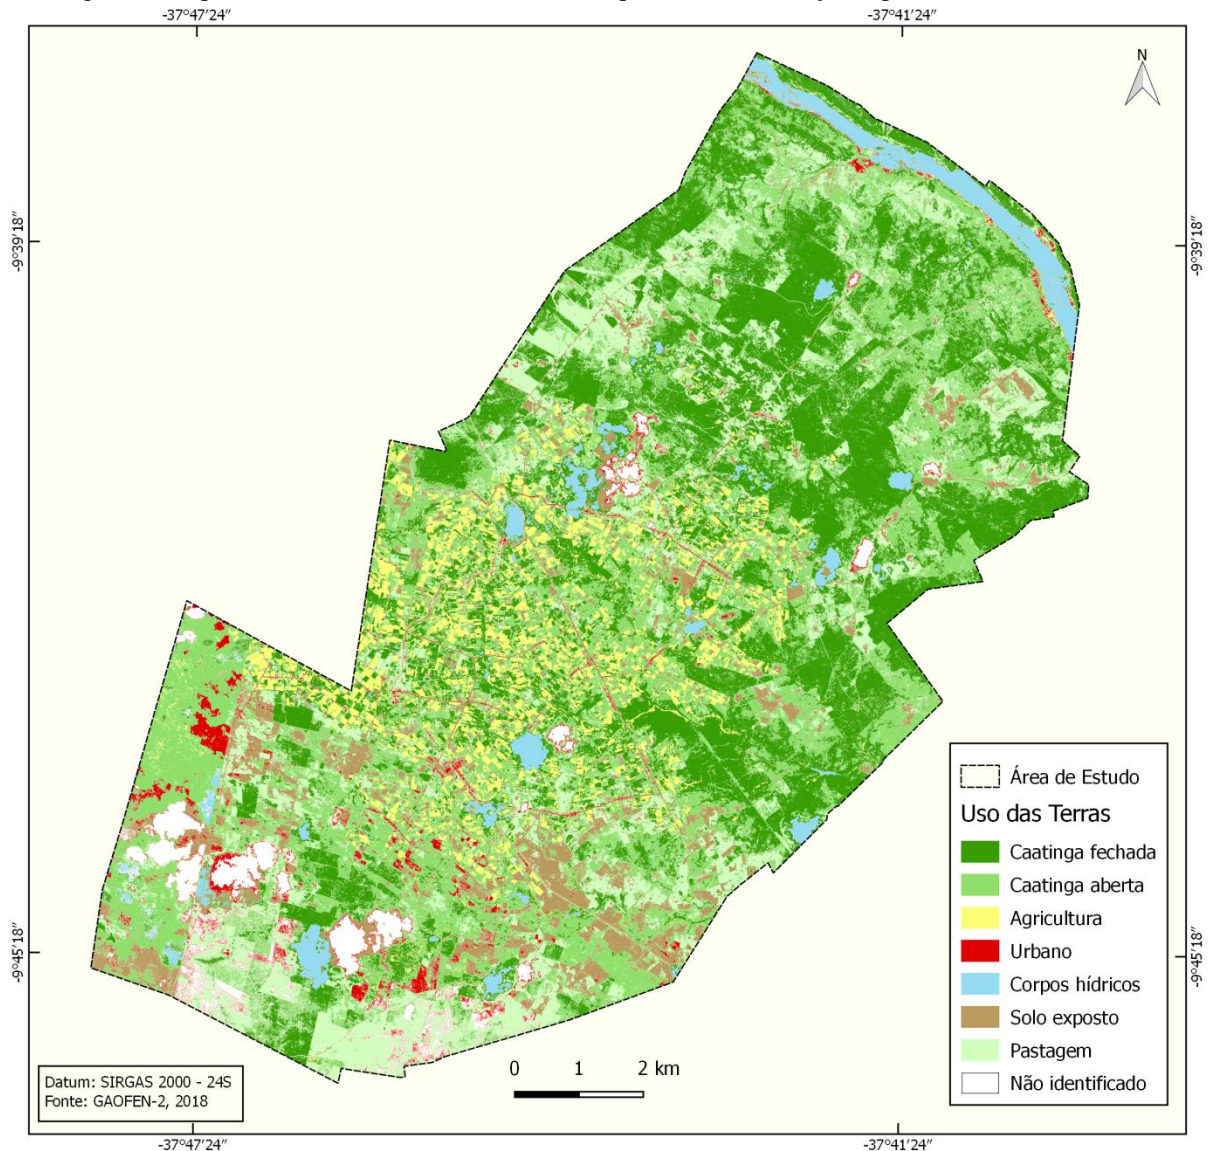 -37°47'24"
-37°41'24"
N
-9°39'18"
-9°39'18"
Área de Estudo
Uso das Terras
Caatinga fechada
Caatinga aberta
Agricultura
Urbano
Corpos hídricos
Solo exposto
Pastagem
Não identificado
-9°45'18"
-9°45'18"
0 1 2 km
Datum: SIRGAS 2000 - 24S
Fonte: GAOFEN-2, 2018
-37°47'24"
-37°41'24"